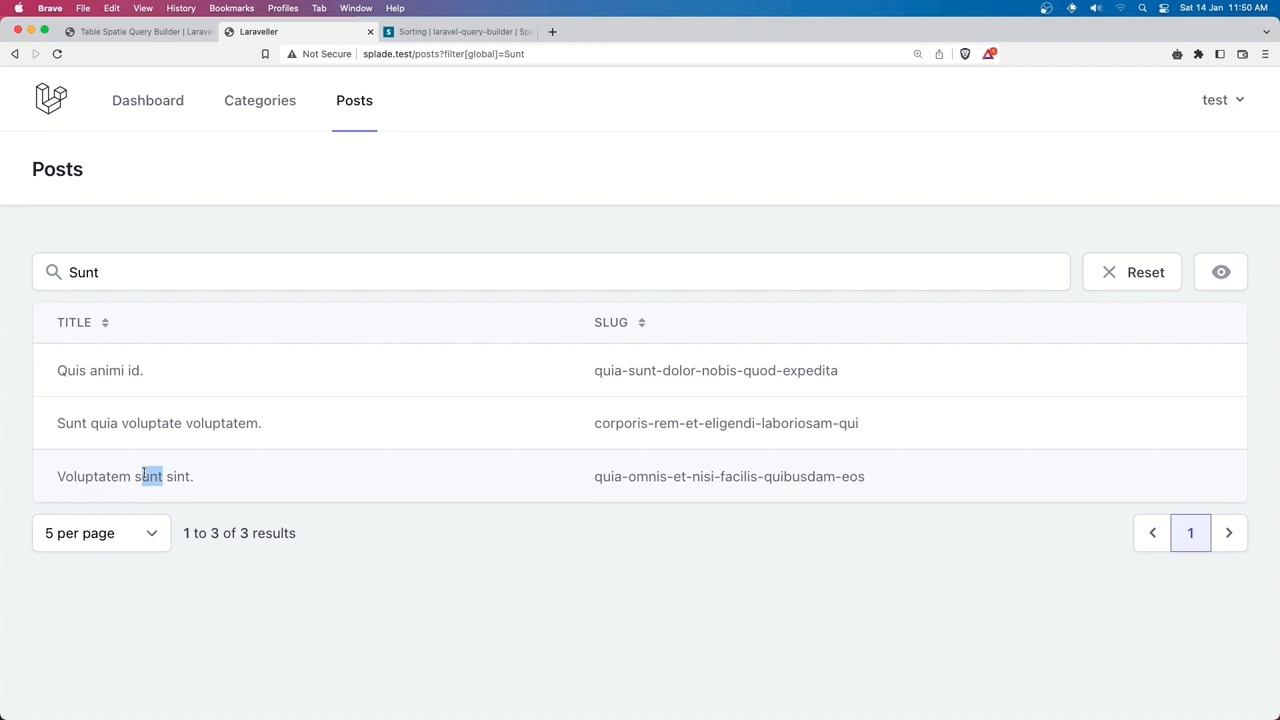 Brave File Edit View History Bookmarks Profiles Tab Window Help Sat 14 Jan 11:50 AM
Table Spatie Query Builder | Larave Laraveller Sorting | laravel-query-builder | Sp
Not Secure splade.test/posts?filter[global]=Sunt
Dashboard Categories Posts test
Posts
Sunt Reset
TITLE SLUG
Quis animi id. quia-sunt-dolor-nobis-quod-expedita
Sunt quia voluptate voluptatem. corporis-rem-et-eligendi-laboriosam-qui
Voluptatem sunt sint. quia-omnis-et-nisi-facilis-quibusdam-eos
5 per page 1 to 3 of 3 results 1